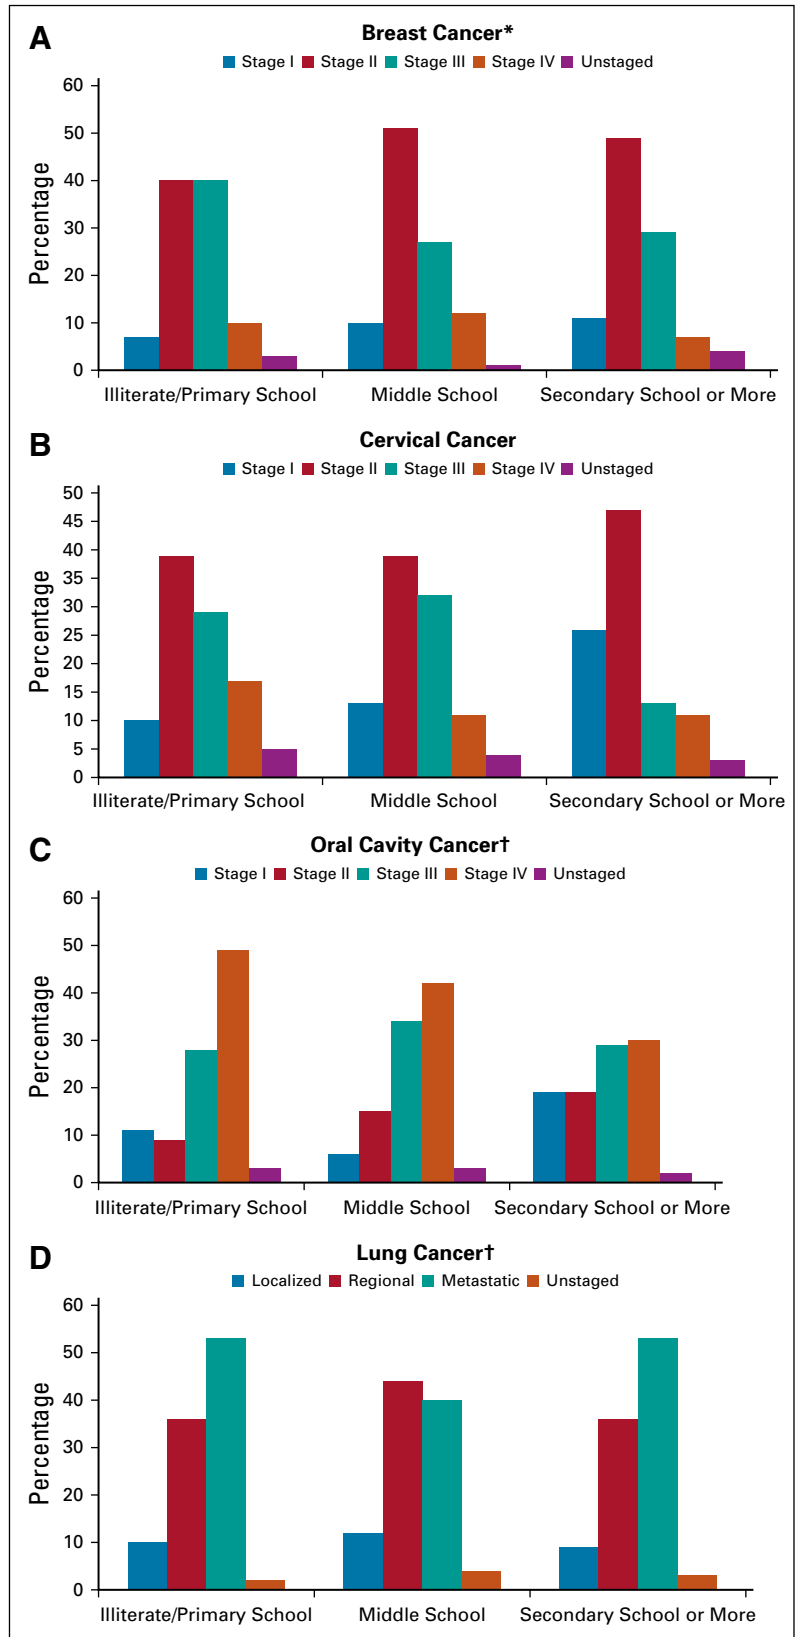 A
Breast Cancer*
Stage I Stage II Stage III Stage IV Unstaged
60
50
40
30
20
10
0
Percentage
Illiterate/Primary School Middle School Secondary School or More
B
Cervical Cancer
Stage I Stage II Stage III Stage IV Unstaged
50
45
40
35
30
25
20
15
10
5
0
Percentage
Illiterate/Primary School Middle School Secondary School or More
C
Oral Cavity Cancer†
Stage I Stage II Stage III Stage IV Unstaged
60
50
40
30
20
10
0
Percentage
Illiterate/Primary School Middle School Secondary School or More
D
Lung Cancer†
Localized Regional Metastatic Unstaged
60
50
40
30
20
10
0
Percentage
Illiterate/Primary School Middle School Secondary School or More